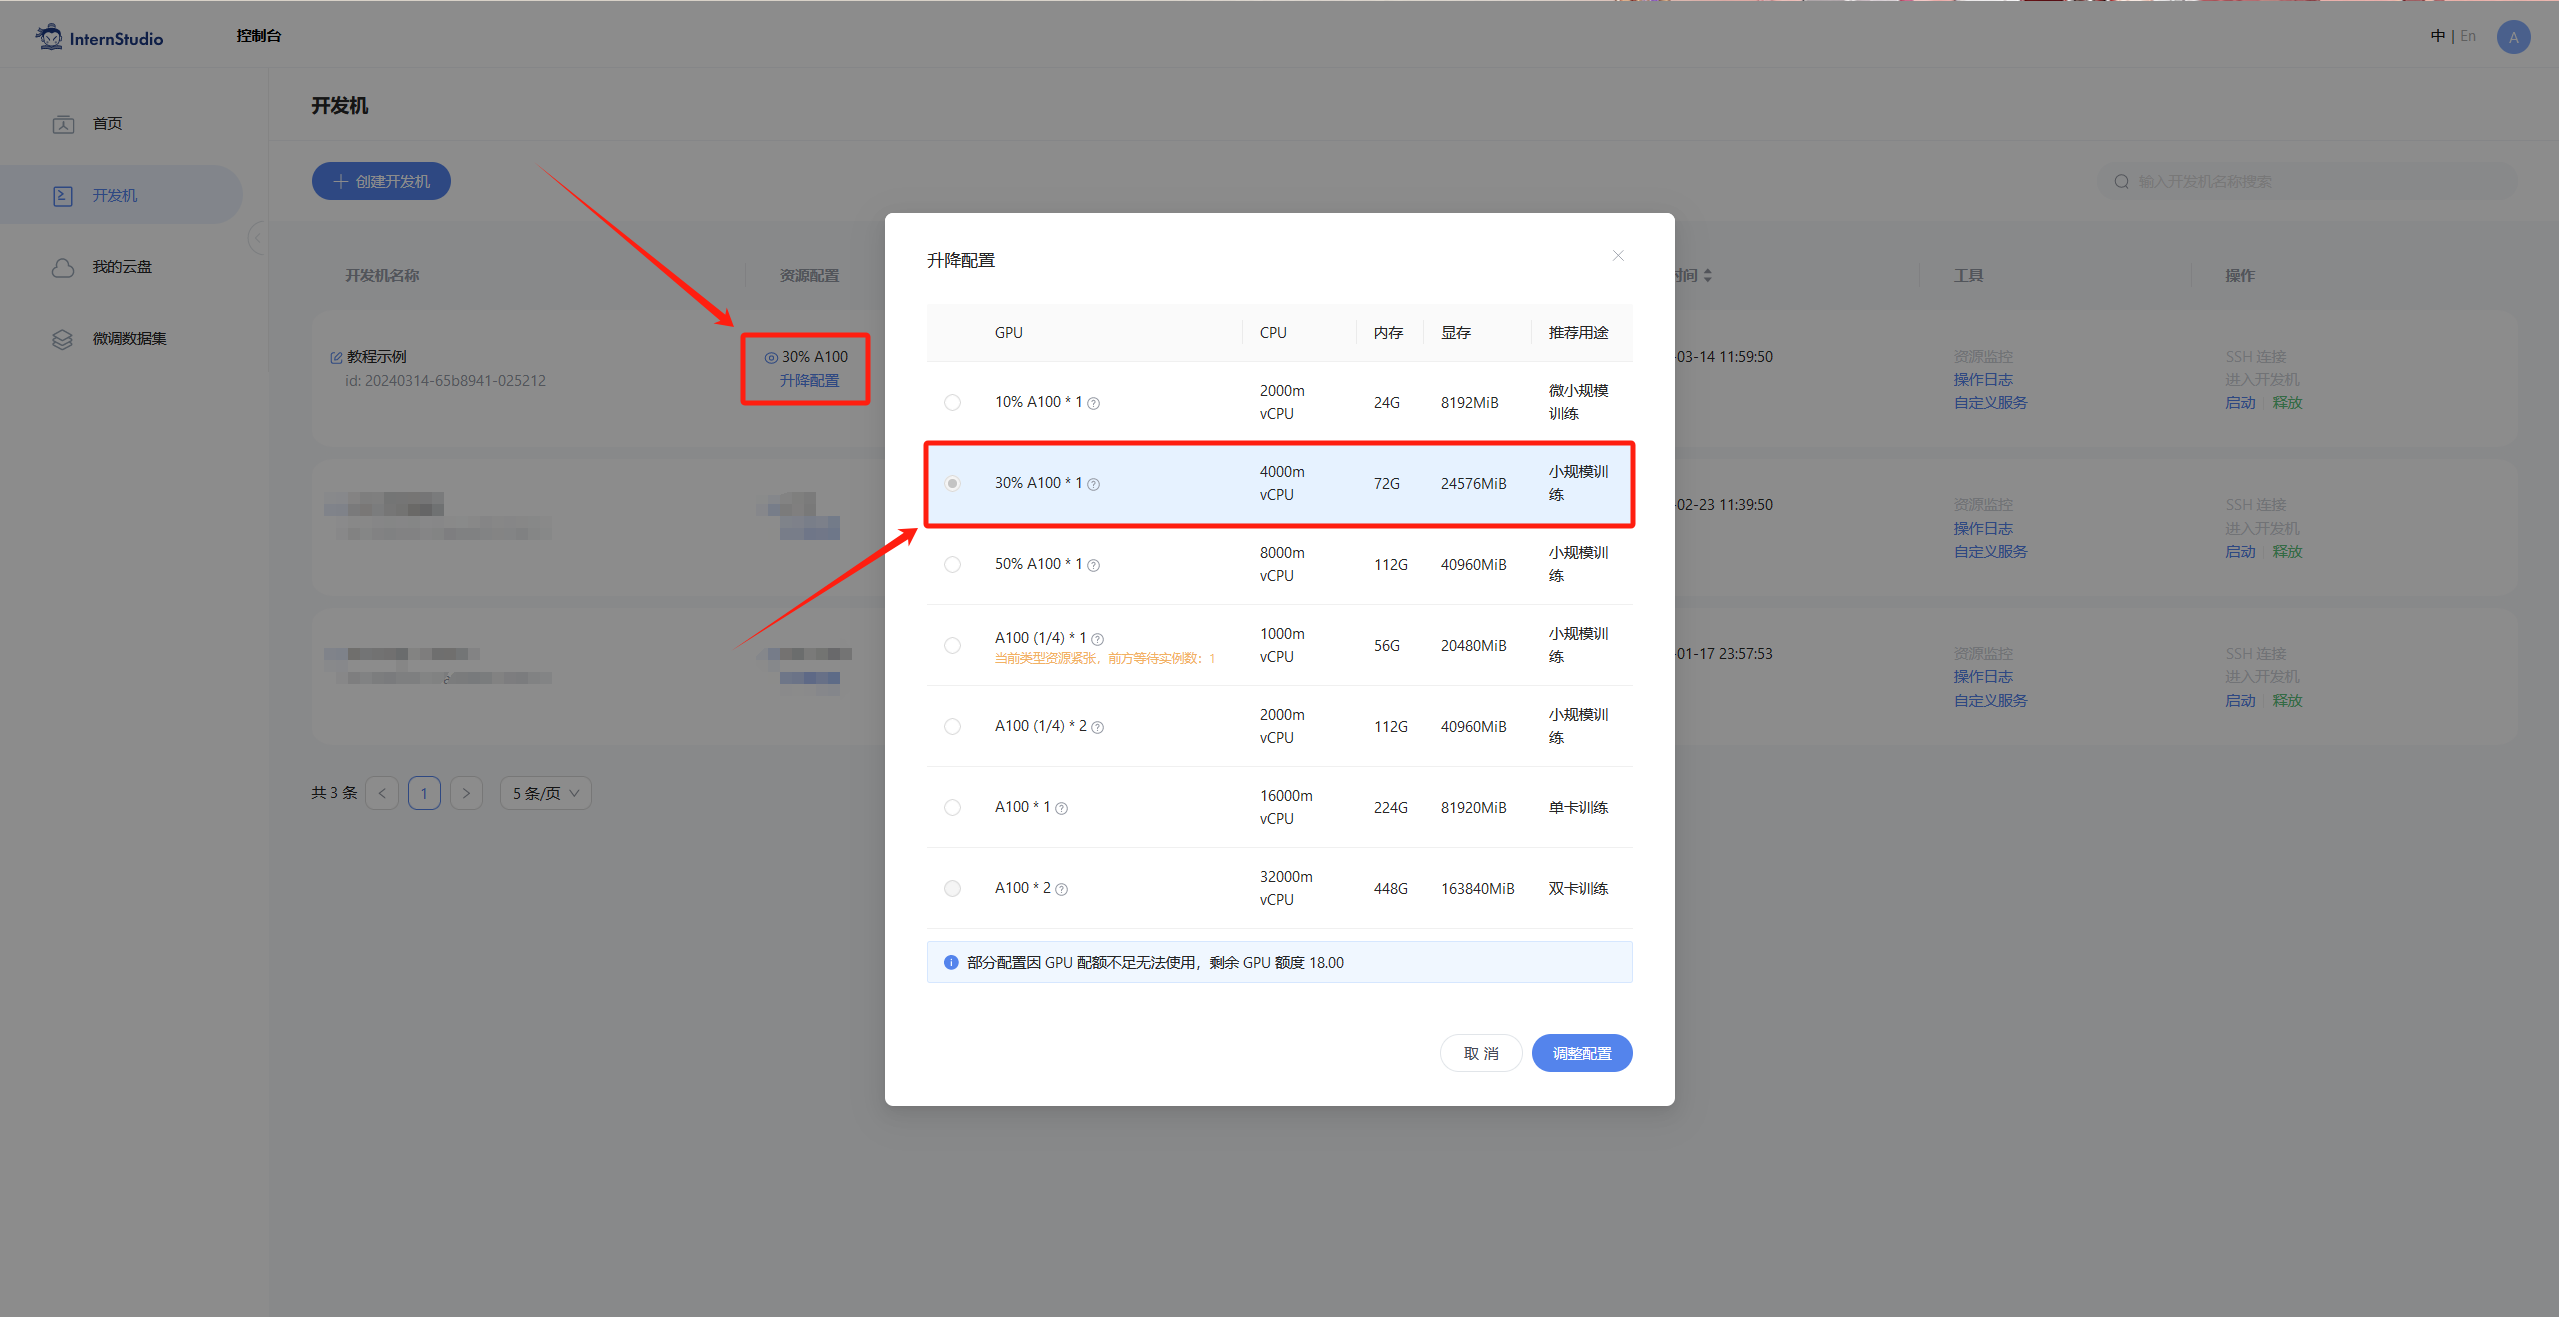 InternStudio
控制台
中 | En
A
首页
开发机
我的云盘
微调数据集
开发机
创建开发机
输入开发机名称搜索
开发机名称
资源配置
时间
工具
操作
教程示例
id: 20240314-65b8941-025212
30% A100
升降配置
-03-14 11:59:50
资源监控
操作日志
自定义服务
SSH 连接
进入开发机
启动 释放
-02-23 11:39:50
资源监控
操作日志
自定义服务
SSH 连接
进入开发机
启动 释放
-01-17 23:57:53
资源监控
操作日志
自定义服务
SSH 连接
进入开发机
启动 释放
共 3 条 < 1 > 5 条/页
升降配置
GPU CPU 内存 显存 推荐用途
10% A100 * 1 2000m vCPU 24G 8192MiB 微小规模训练
30% A100 * 1 4000m vCPU 72G 24576MiB 小规模训练
50% A100 * 1 8000m vCPU 112G 40960MiB 小规模训练
A100 (1/4) * 1 1000m vCPU 56G 20480MiB 小规模训练
当前类型资源紧张，前方等待实例数：1
A100 (1/4) * 2 2000m vCPU 112G 40960MiB 小规模训练
A100 * 1 16000m vCPU 224G 81920MiB 单卡训练
A100 * 2 32000m vCPU 448G 163840MiB 双卡训练
部分配置因 GPU 配额不足无法使用，剩余 GPU 额度 18.00
取 消
调整配置